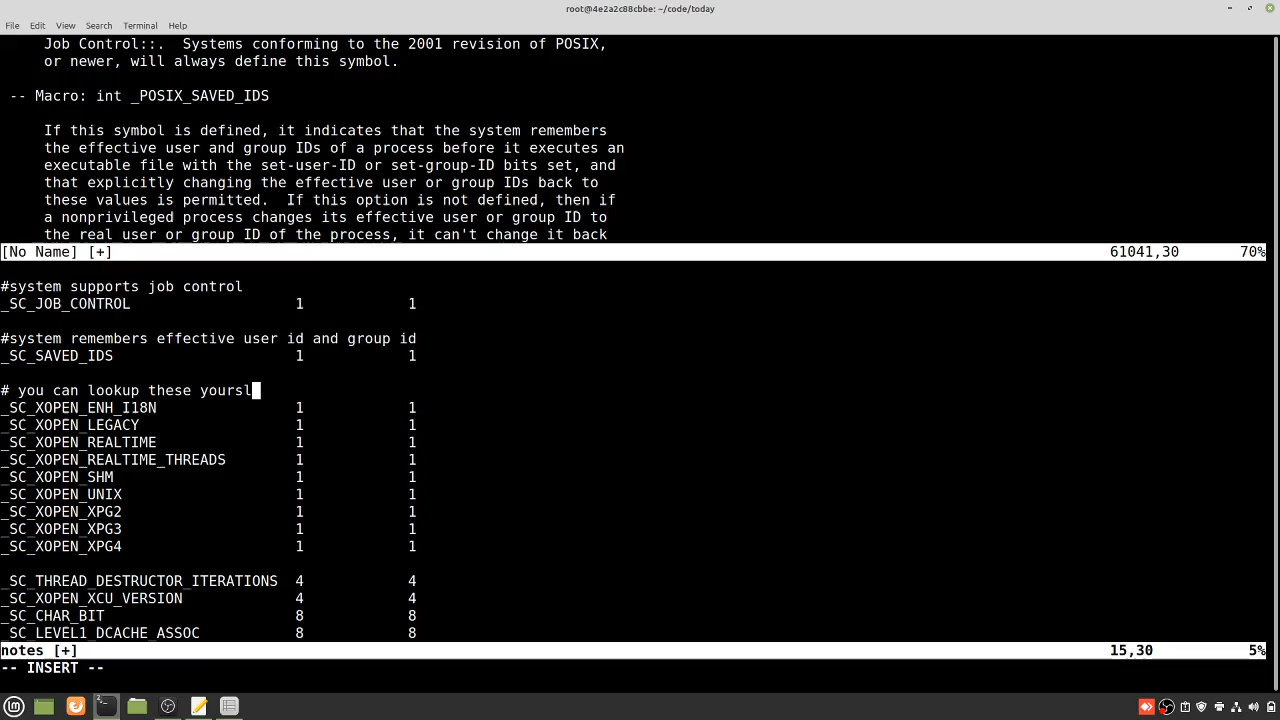 root@4e2a2c88cbbe: ~/code/today
File Edit View Search Terminal Help
Job Control::.  Systems conforming to the 2001 revision of POSIX,
or newer, will always define this symbol.
-- Macro: int _POSIX_SAVED_IDS
If this symbol is defined, it indicates that the system remembers
the effective user and group IDs of a process before it executes an
executable file with the set-user-ID or set-group-ID bits set, and
that explicitly changing the effective user or group IDs back to
these values is permitted.  If this option is not defined, then if
a nonprivileged process changes its effective user or group ID to
the real user or group ID of the process, it can't change it back
[No Name] [+] 61041,30 70%
#system supports job control
_SC_JOB_CONTROL 1 1
#system remembers effective user id and group id
_SC_SAVED_IDS 1 1
# you can lookup these yoursl
_SC_XOPEN_ENH_I18N 1 1
_SC_XOPEN_LEGACY 1 1
_SC_XOPEN_REALTIME 1 1
_SC_XOPEN_REALTIME_THREADS 1 1
_SC_XOPEN_SHM 1 1
_SC_XOPEN_UNIX 1 1
_SC_XOPEN_XPG2 1 1
_SC_XOPEN_XPG3 1 1
_SC_XOPEN_XPG4 1 1
_SC_THREAD_DESTRUCTOR_ITERATIONS 4 4
_SC_XOPEN_XCU_VERSION 4 4
_SC_CHAR_BIT 8 8
_SC_LEVEL1_DCACHE_ASSOC 8 8
notes [+] 15,30 5%
-- INSERT --